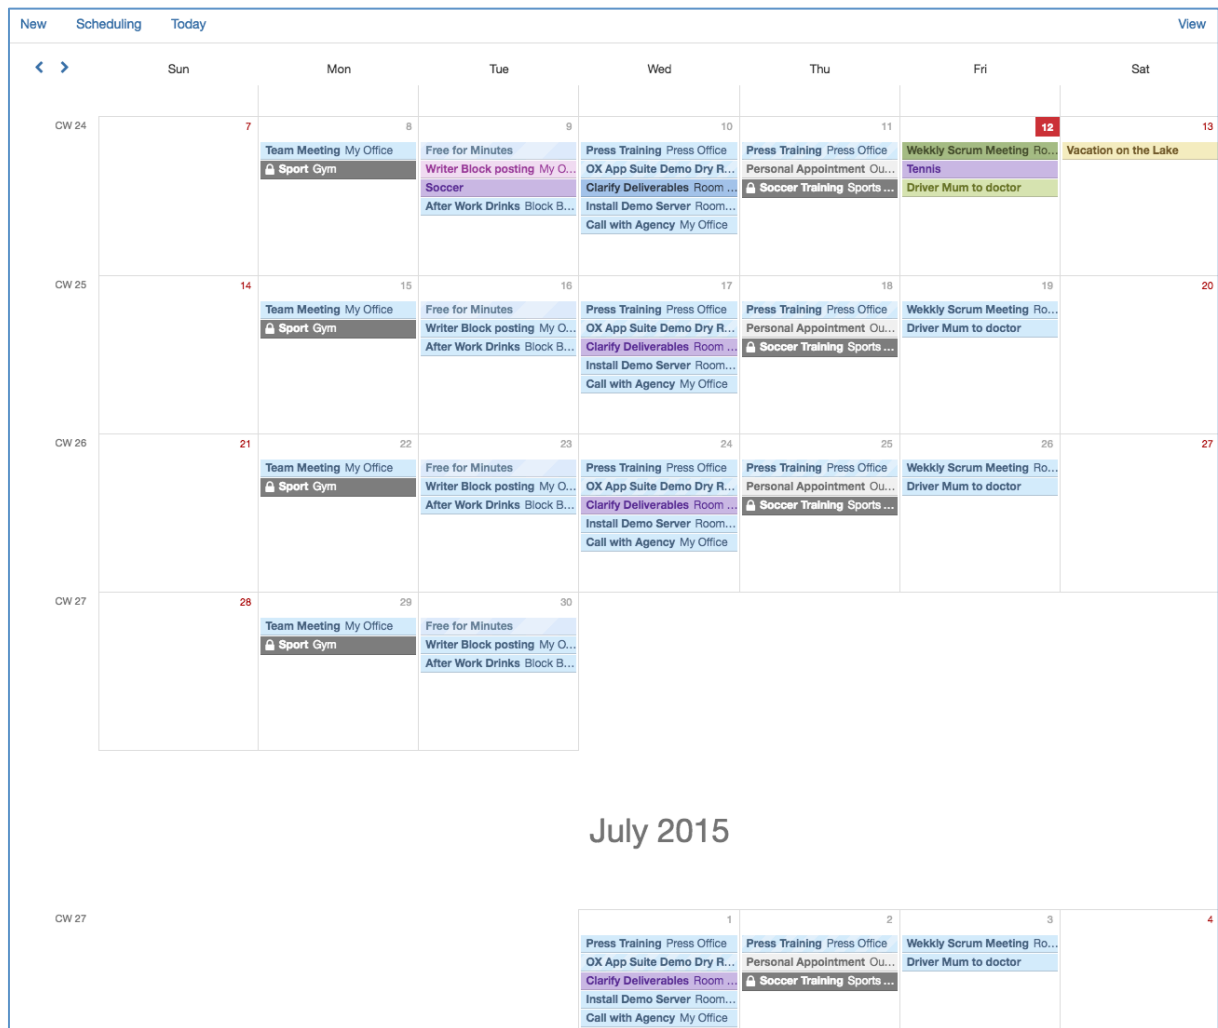 New Scheduling Today View
Sun Mon Tue Wed Thu Fri Sat
CW 24 7 8 9 10 11 12 13
Team Meeting My Office Free for Minutes Press Training Press Office Press Training Press Office Wekkly Scrum Meeting Ro... Vacation on the Lake
Sport Gym Writer Block posting My O... OX App Suite Demo Dry R... Personal Appointment Ou... Tennis
Soccer Clarify Deliverables Room ... Soccer Training Sports ... Driver Mum to doctor
After Work Drinks Block B... Install Demo Server Room...
Call with Agency My Office
CW 25 14 15 16 17 18 19 20
Team Meeting My Office Free for Minutes Press Training Press Office Press Training Press Office Wekkly Scrum Meeting Ro...
Sport Gym Writer Block posting My O... OX App Suite Demo Dry R... Personal Appointment Ou... Driver Mum to doctor
After Work Drinks Block B... Clarify Deliverables Room ... Soccer Training Sports ...
Install Demo Server Room...
Call with Agency My Office
CW 26 21 22 23 24 25 26 27
Team Meeting My Office Free for Minutes Press Training Press Office Press Training Press Office Wekkly Scrum Meeting Ro...
Sport Gym Writer Block posting My O... OX App Suite Demo Dry R... Personal Appointment Ou... Driver Mum to doctor
After Work Drinks Block B... Clarify Deliverables Room ... Soccer Training Sports ...
Install Demo Server Room...
Call with Agency My Office
CW 27 28 29 30
Team Meeting My Office Free for Minutes
Sport Gym Writer Block posting My O...
After Work Drinks Block B...
July 2015
CW 27 1 2 3 4
Press Training Press Office Press Training Press Office Wekkly Scrum Meeting Ro...
OX App Suite Demo Dry R... Personal Appointment Ou... Driver Mum to doctor
Clarify Deliverables Room ... Soccer Training Sports ...
Install Demo Server Room...
Call with Agency My Office